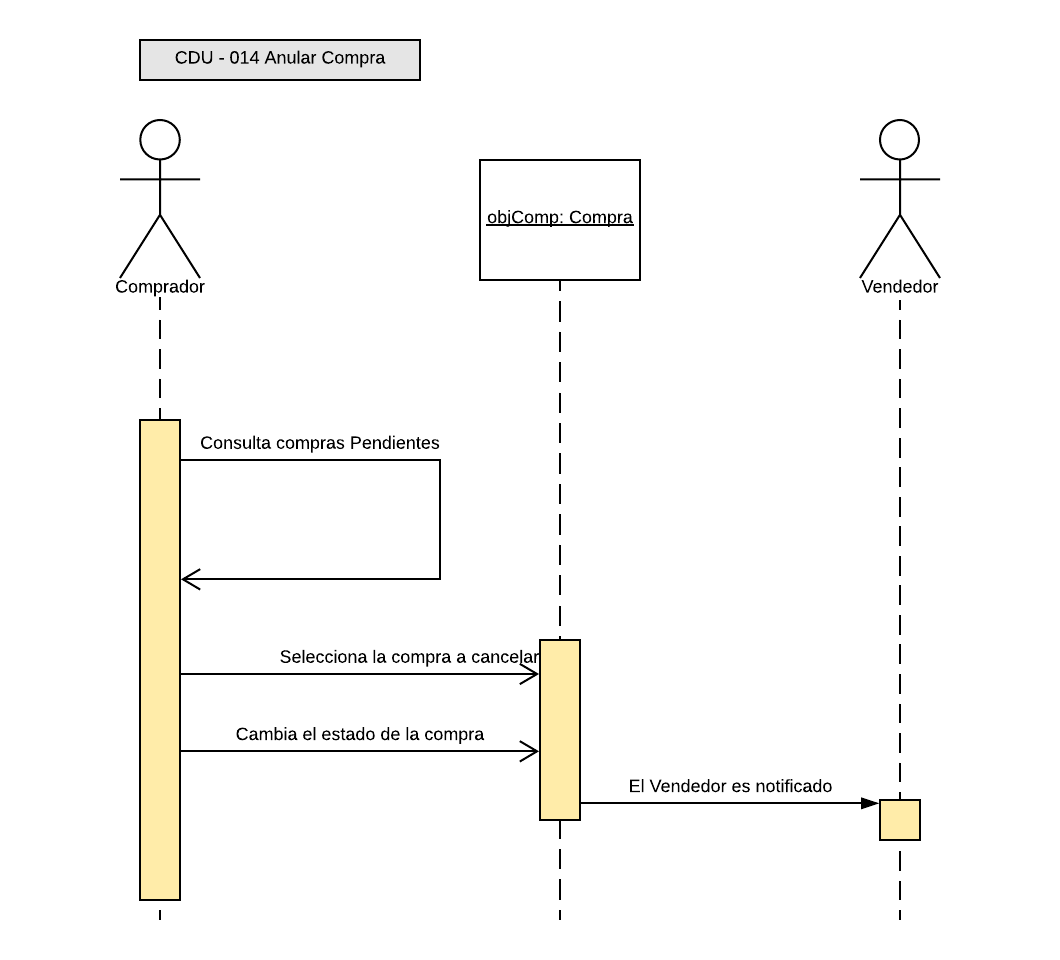 CDU - 014 Anular Compra
Comprador
objComp: Compra
Vendedor
Consulta compras Pendientes
Selecciona la compra a cancelar
Cambia el estado de la compra
El Vendedor es notificado